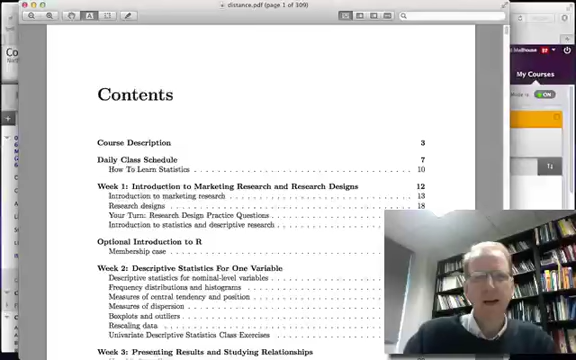 distance.pdf (page 1 of 309)
My Courses
ON
Contents
Course Description 3
Daily Class Schedule 7
How To Learn Statistics 10
Week 1: Introduction to Marketing Research and Research Designs 12
Introduction to marketing research 13
Research designs 18
Your Turn: Research Design Practice Questions
Introduction to statistics and descriptive research
Optional Introduction to R
Membership case
Week 2: Descriptive Statistics For One Variable
Descriptive statistics for nominal-level variables
Frequency distributions and histograms
Measures of central tendency and position
Measures of dispersion
Boxplots and outliers
Rescaling data
Univariate Descriptive Statistics Class Exercises
Week 3: Presenting Results and Studying Relationships